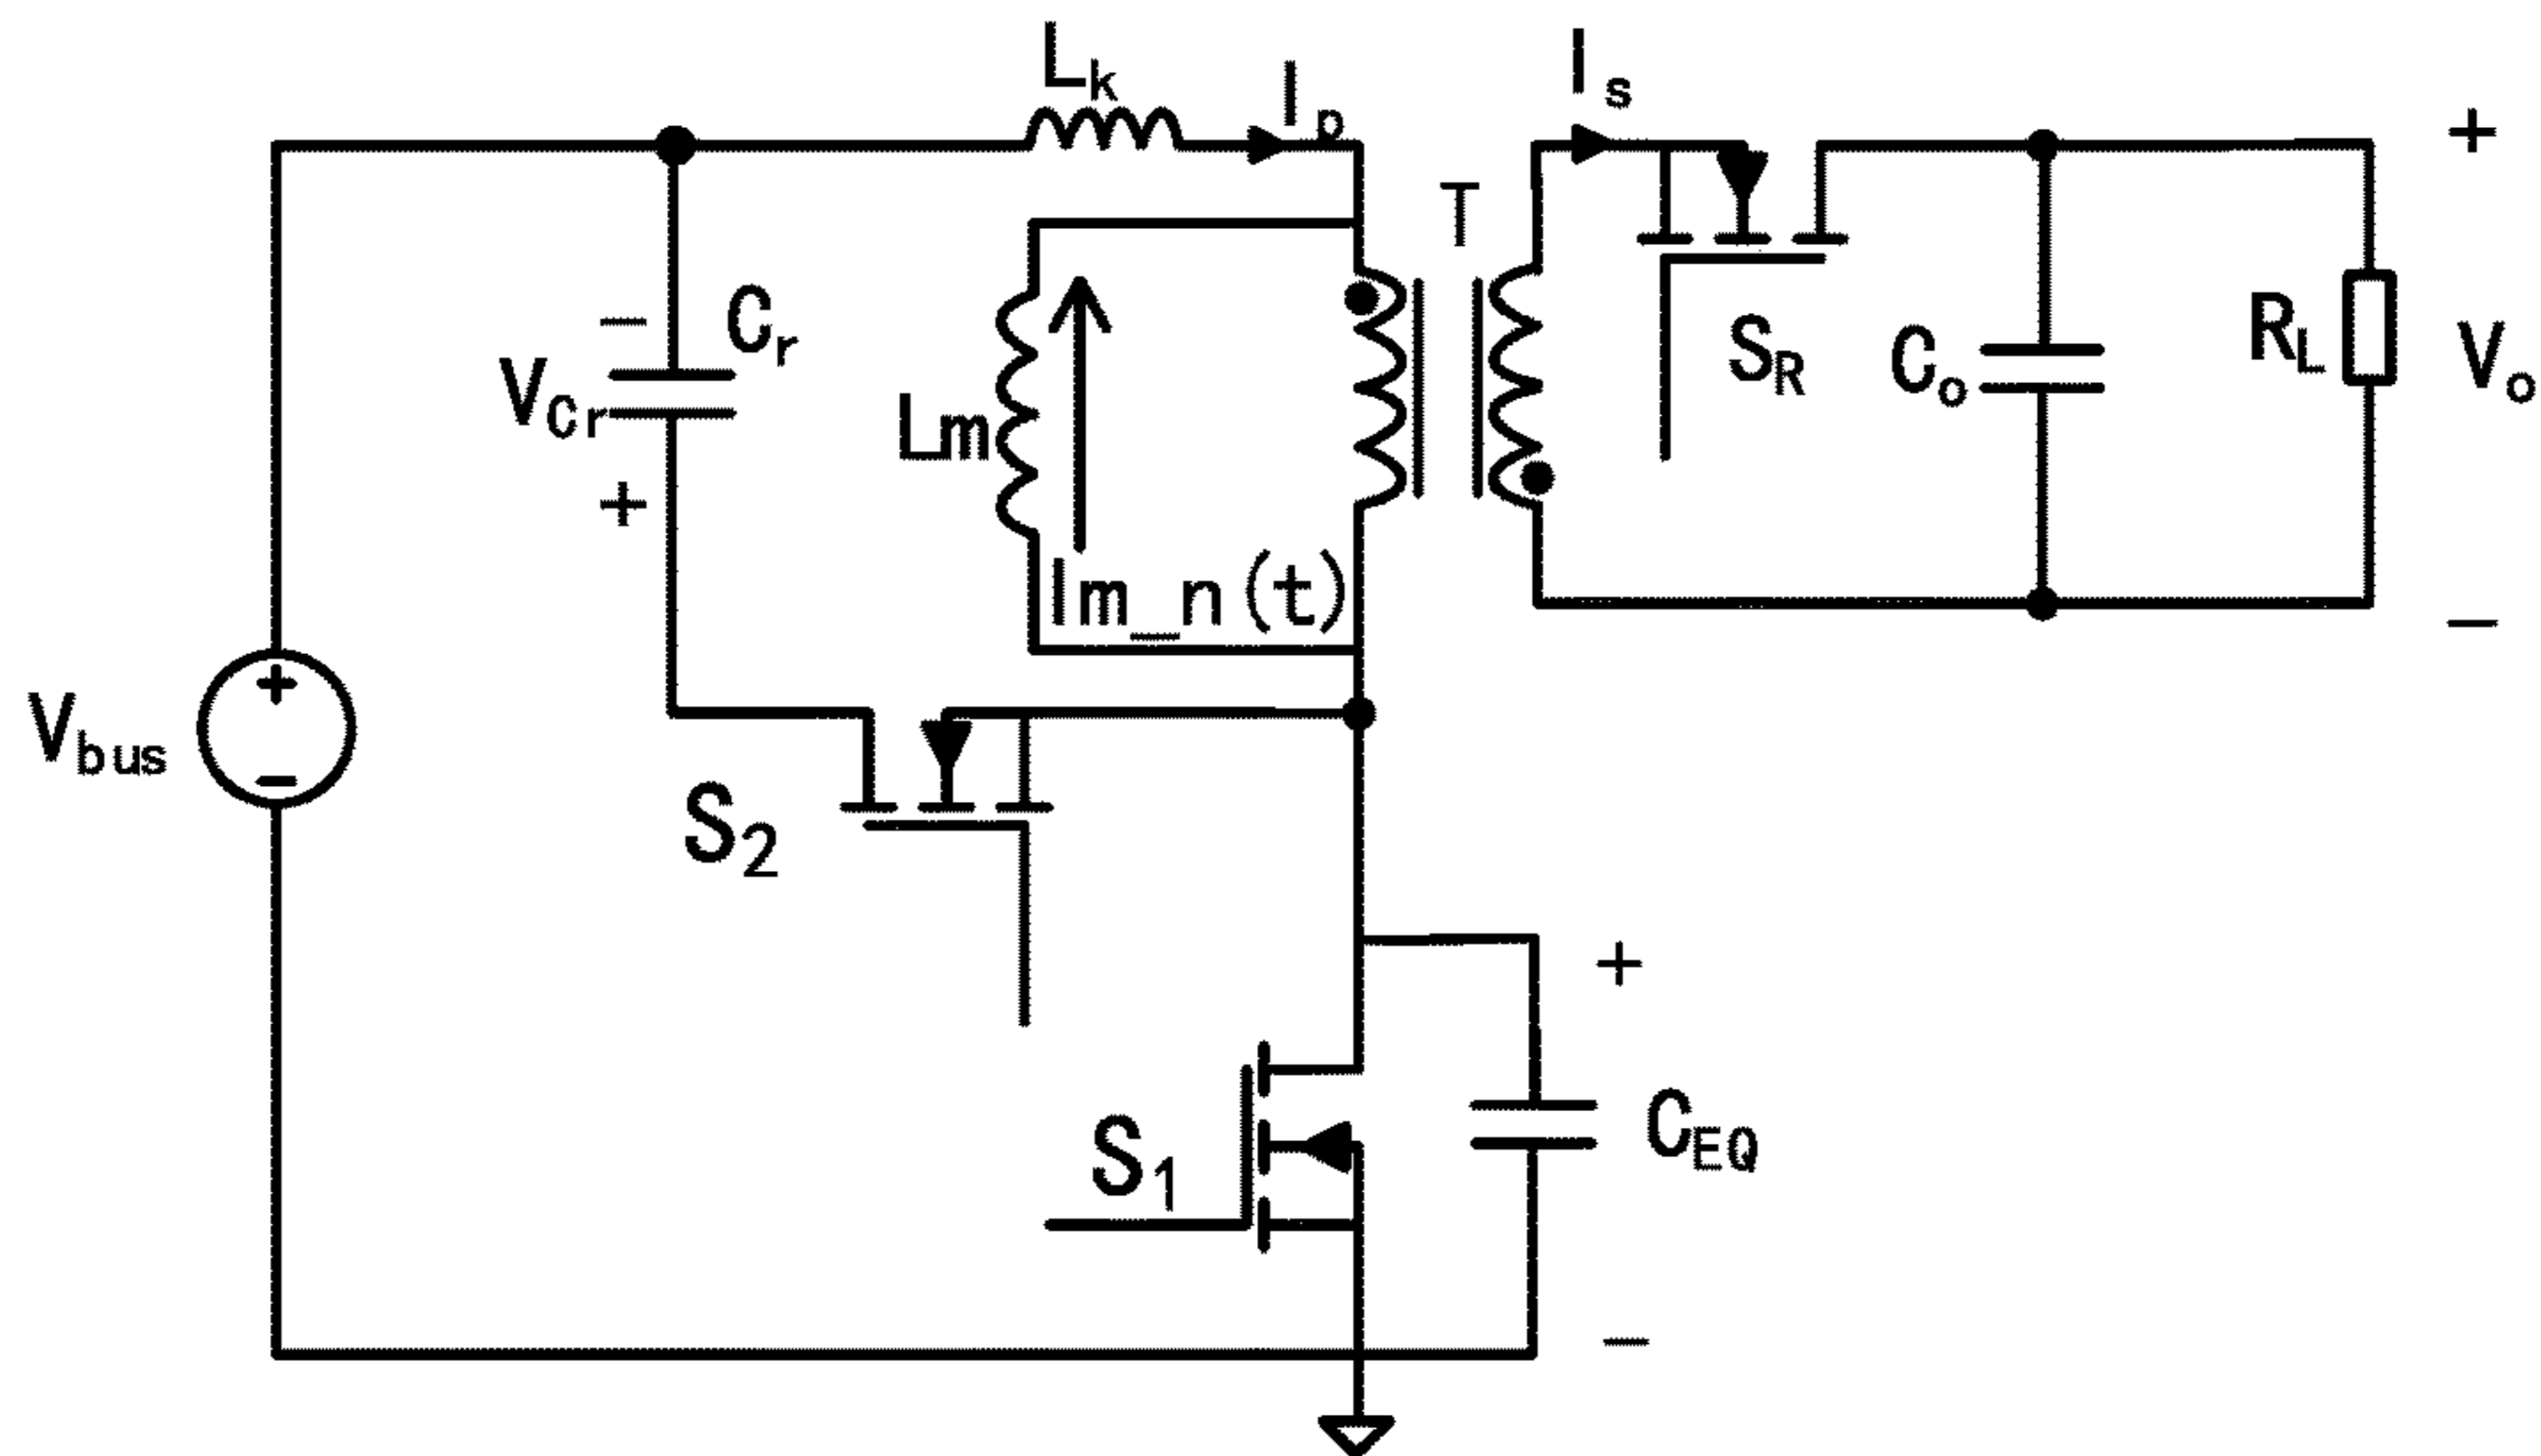 Lk
Ip
Is
+
T
Cr
−
VCr
+
Lm
Im_n(t)
SR
Co
RL
Vo
−
Vbus
+
−
S2
+
S1
CEQ
−